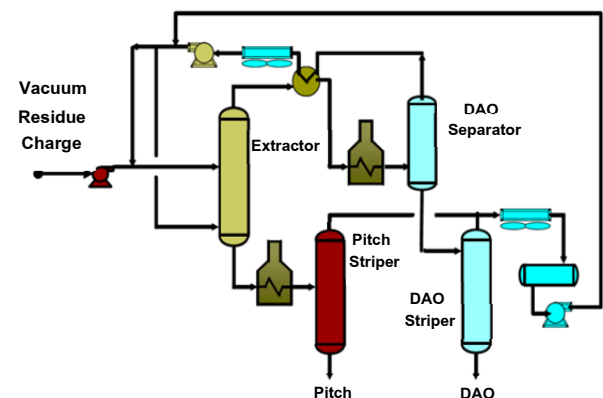 Vacuum
Residue
Charge
Extractor
DAO
Separator
Pitch
Striper
DAO
Striper
Pitch
DAO